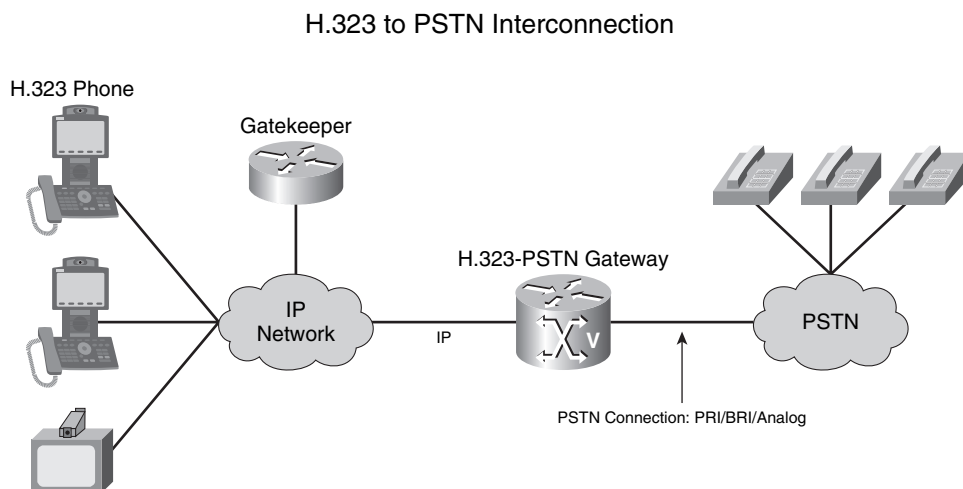 H.323 to PSTN Interconnection
H.323 Phone
Gatekeeper
H.323-PSTN Gateway
IP
Network
IP
V
PSTN
PSTN Connection: PRI/BRI/Analog